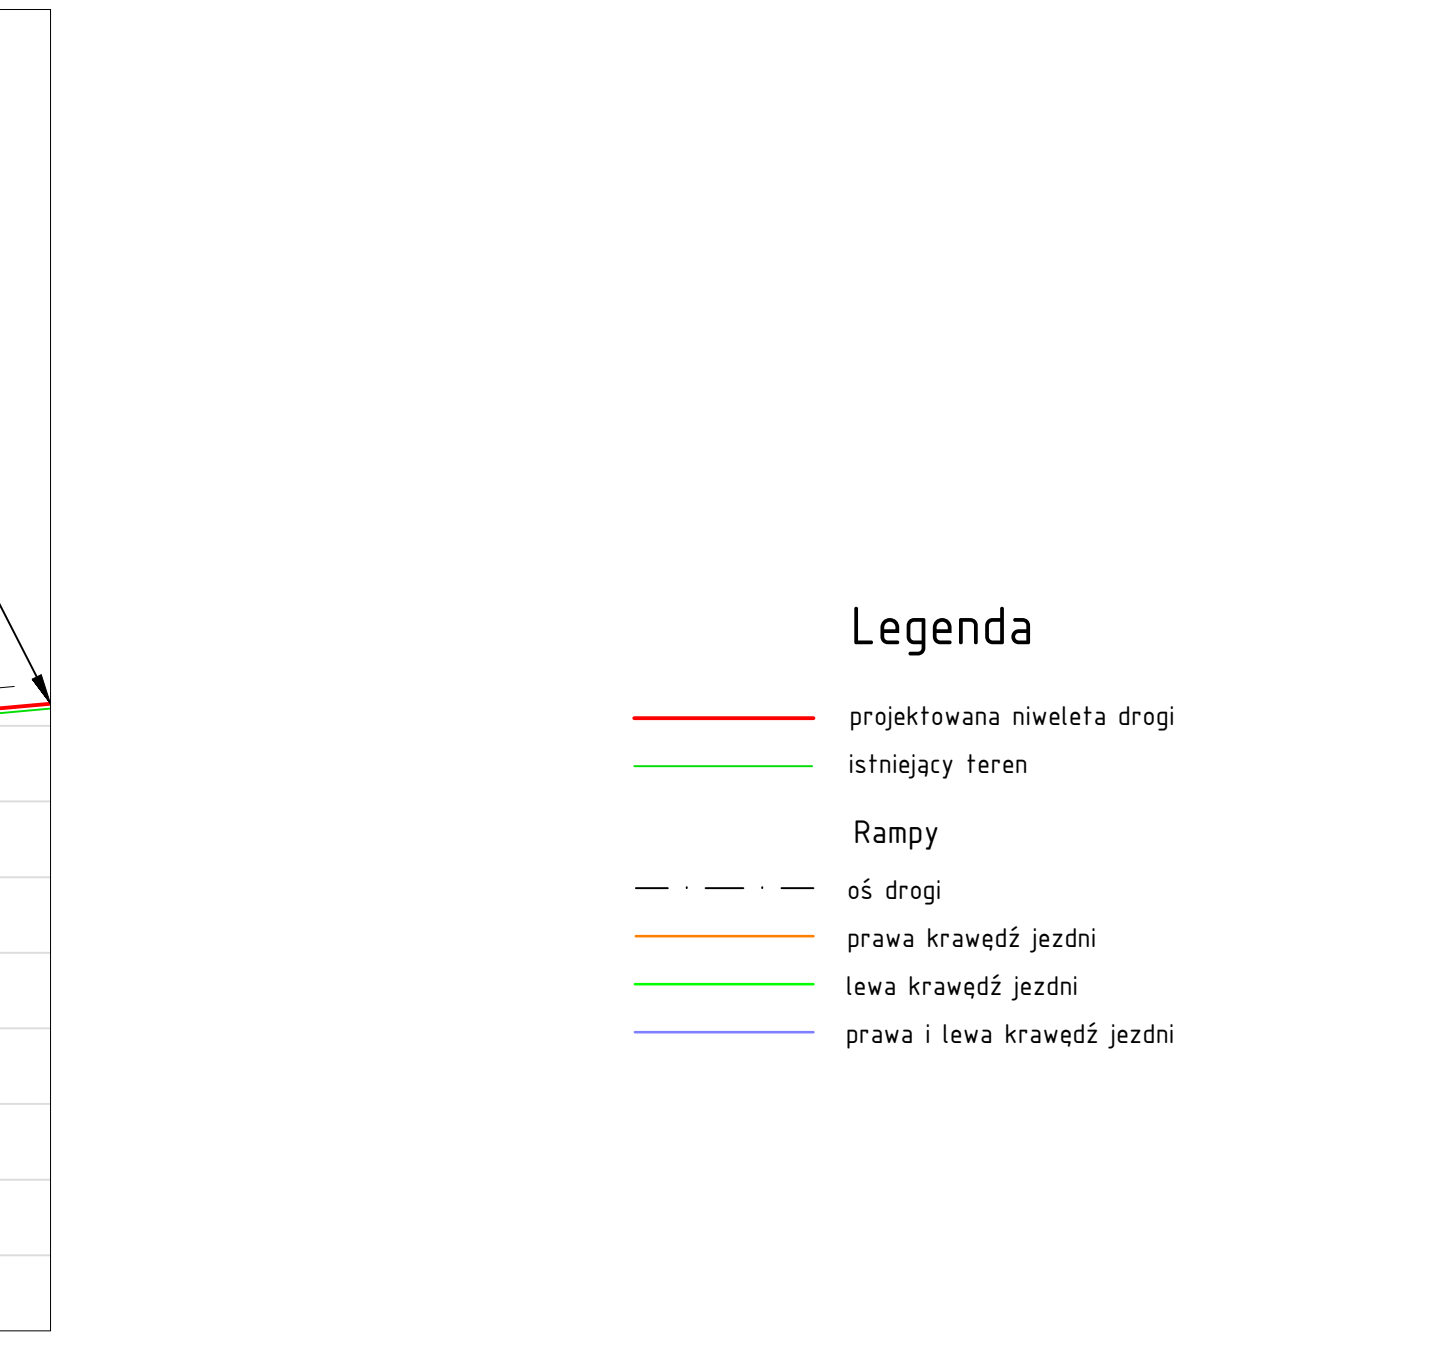 Legenda
projektowana niweleta drogi
istniejący teren
Rampy
oś drogi
prawa krawędź jezdni
lewa krawędź jezdni
prawa i lewa krawędź jezdni